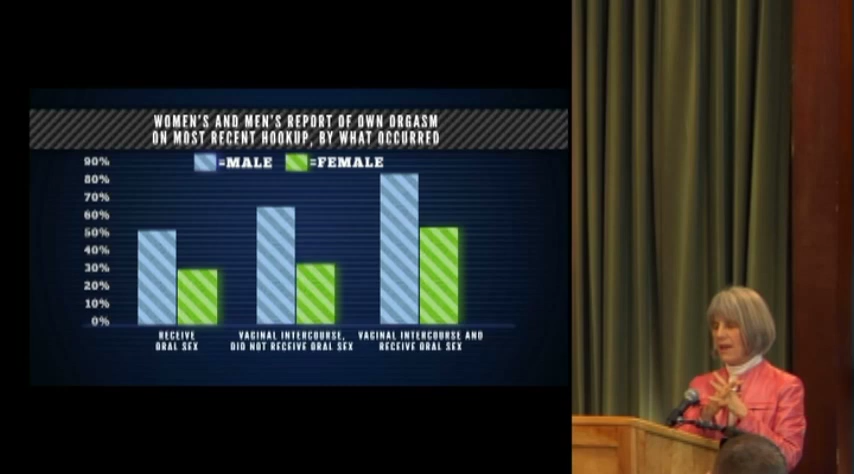 WOMEN'S AND MEN'S REPORT OF OWN ORGASM
ON MOST RECENT HOOKUP, BY WHAT OCCURRED
=MALE =FEMALE
90%
80%
70%
60%
50%
40%
30%
20%
10%
0%
RECEIVE
ORAL SEX
VAGINAL INTERCOURSE,
DID NOT RECEIVE ORAL SEX
VAGINAL INTERCOURSE AND
RECEIVE ORAL SEX